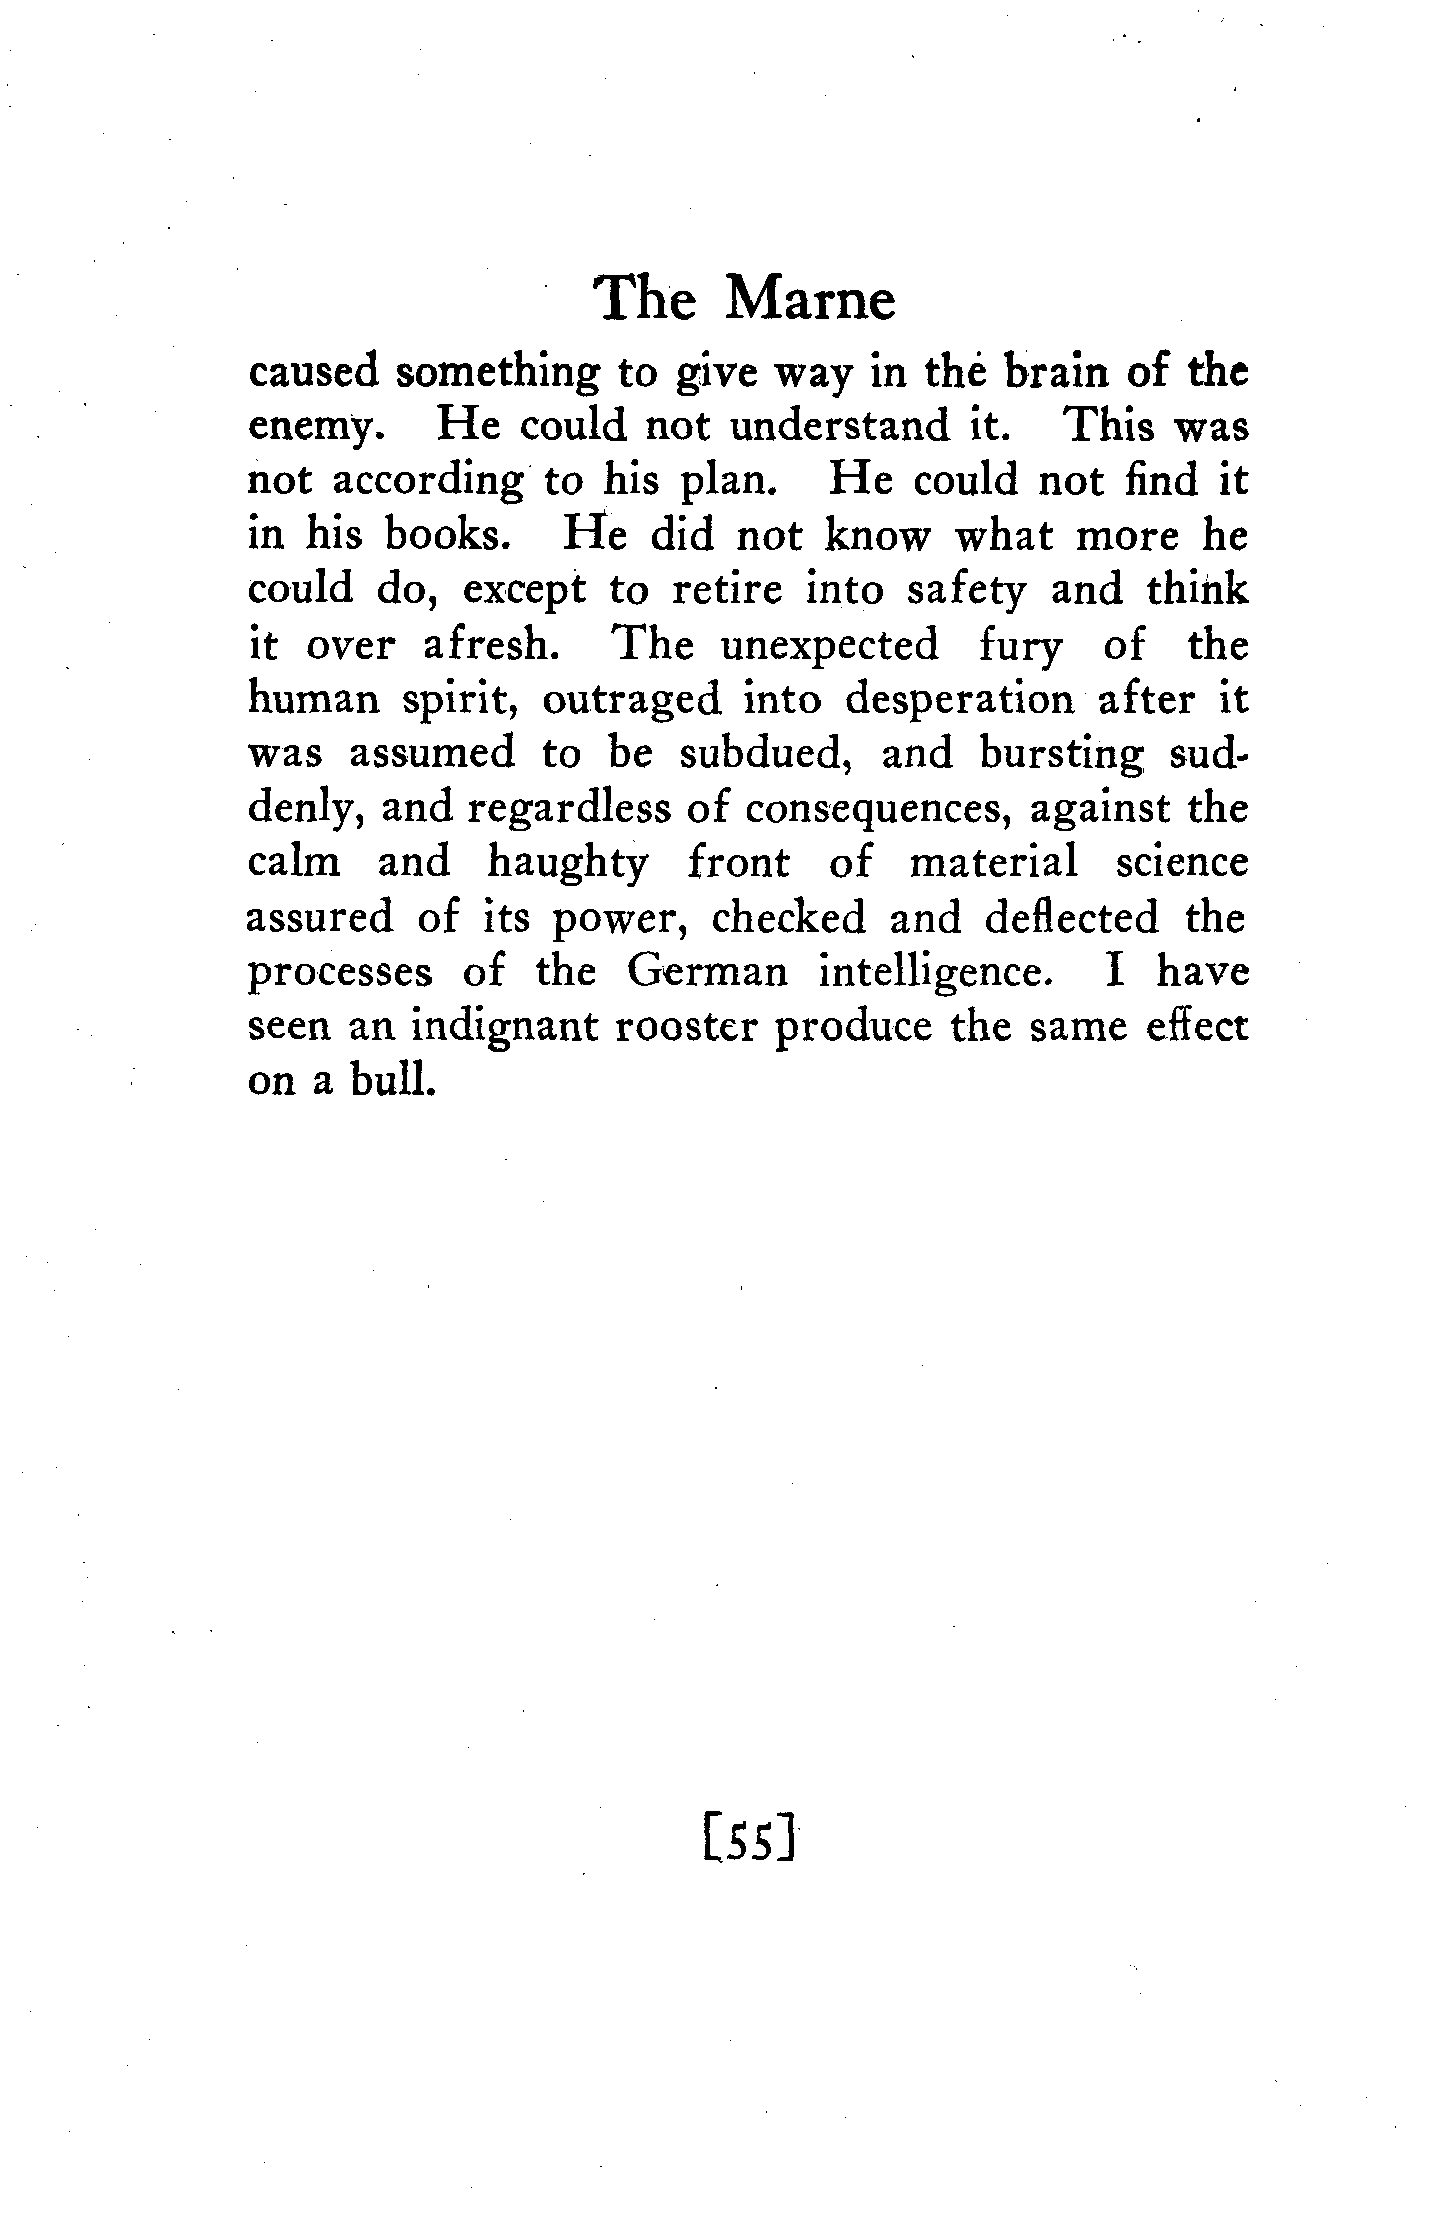 The Marne
caused something to give way in the brain of the
enemy. He could not understand it. This was
not according to his plan. He could not find it
in his books. He did not know what more he
could do, except to retire into safety and think
it over afresh. The unexpected fury of the
human spirit, outraged into desperation after it
was assumed to be subdued, and bursting sud-
denly, and regardless of consequences, against the
calm and haughty front of material science
assured of its power, checked and deflected the
processes of the German intelligence. I have
seen an indignant rooster produce the same effect
on a bull.
[55]